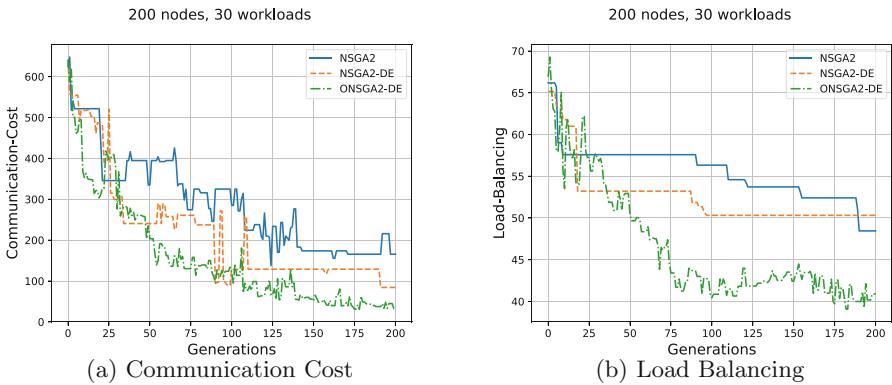 200 nodes, 30 workloads
NSGA2
NSGA2-DE
ONSGA2-DE
Communication-Cost
600
500
400
300
200
100
0
0 25 50 75 100 125 150 175 200
Generations
(a) Communication Cost
200 nodes, 30 workloads
NSGA2
NSGA2-DE
ONSGA2-DE
Load-Balancing
70
65
60
55
50
45
40
0 25 50 75 100 125 150 175 200
Generations
(b) Load Balancing